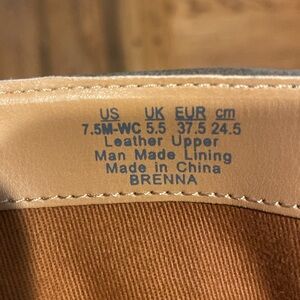 US UK EUR cm
7.5M-WC 5.5 37.5 24.5
Leather Upper
Man Made Lining
Made in China
BRENNA